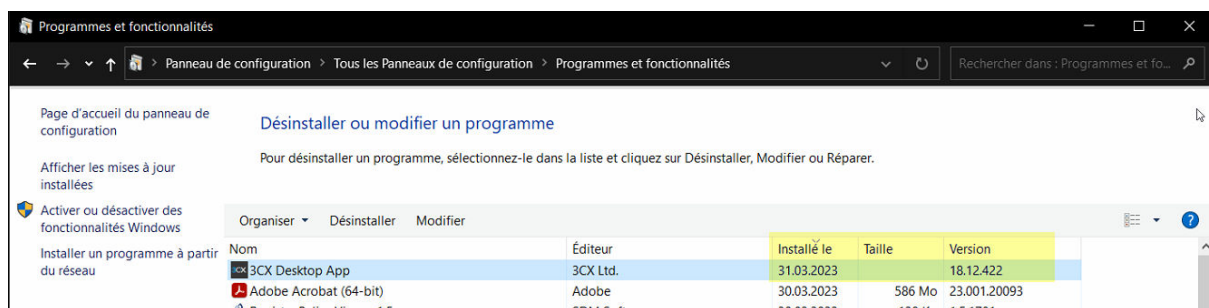 Programmes et fonctionnalités
Panneau de configuration > Tous les Panneaux de configuration > Programmes et fonctionnalités
Rechercher dans : Programmes et fo...
Page d'accueil du panneau de
configuration
Afficher les mises à jour
installées
Activer ou désactiver des
fonctionnalités Windows
Installer un programme à partir
du réseau
Désinstaller ou modifier un programme
Pour désinstaller un programme, sélectionnez-le dans la liste et cliquez sur Désinstaller, Modifier ou Réparer.
Organiser Désinstaller Modifier
Nom Éditeur Installé le Taille Version
3CX 3CX Desktop App 3CX Ltd. 31.03.2023 18.12.422
Adobe Acrobat (64-bit) Adobe 30.03.2023 586 Mo 23.001.20093